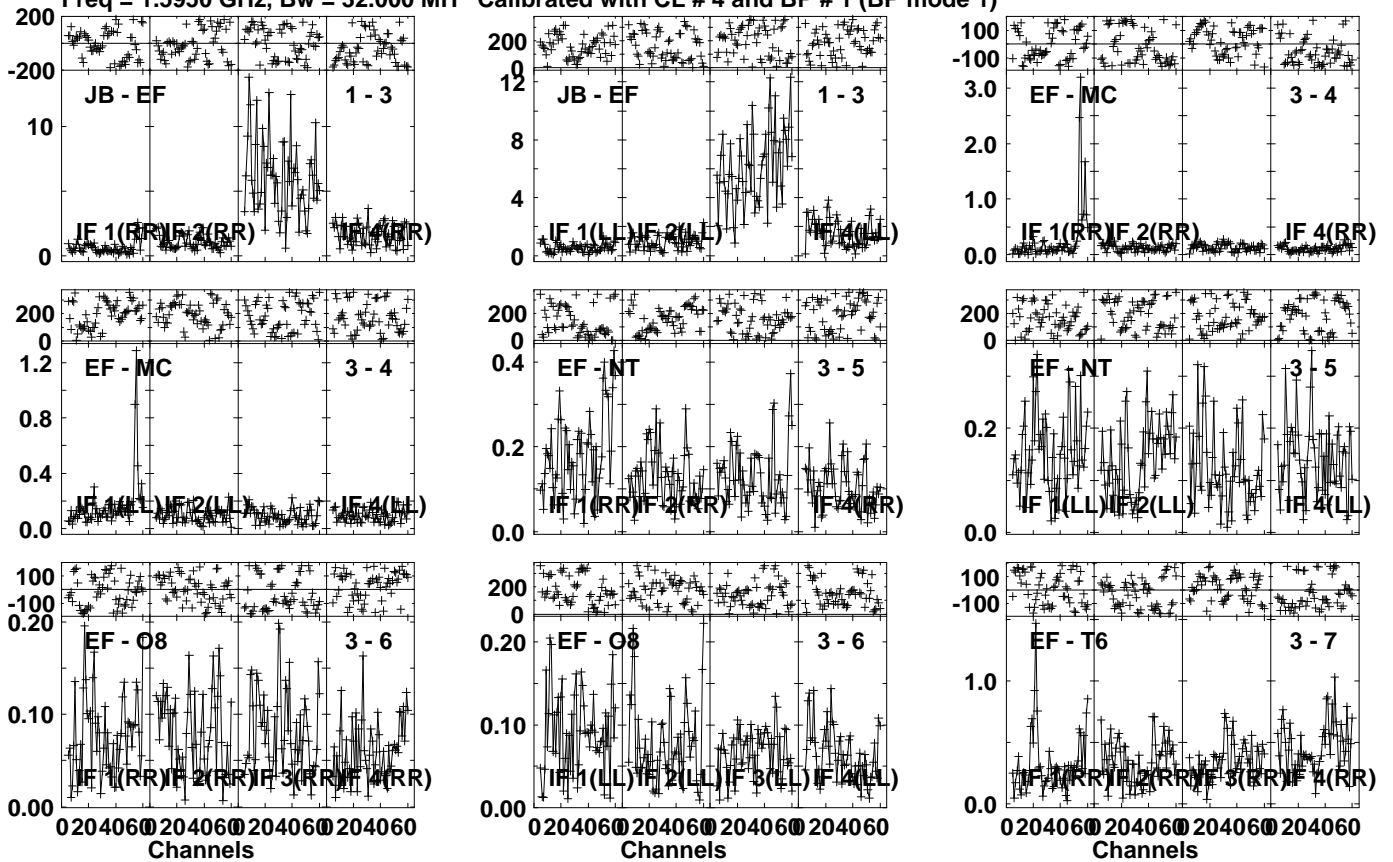 Freq = 1.5950 GHz, Bw = 32.000 MH Calibrated with CL # 4 and BP # 1 (BP mode 1)
200
-200
JB - EF 1 - 3
10
0
IF 1(RR) IF 2(RR) IF 4(RR)
200
0
JB - EF 1 - 3
12
8
4
0
IF 1(LL) IF 2(LL) IF 4(LL)
100
-100
EF - MC 3 - 4
3.0
2.0
1.0
0.0
IF 1(RR) IF 2(RR) IF 4(RR)
200
0
EF - MC 3 - 4
1.2
0.8
0.4
0.0
IF 1(LL) IF 2(LL) IF 4(LL)
200
0
EF - NT 3 - 5
0.4
0.2
0.0
IF 1(RR) IF 2(RR) IF 4(RR)
200
0
EF - NT 3 - 5
0.2
0.0
IF 1(LL) IF 2(LL) IF 4(LL)
100
-100
EF - O8 3 - 6
0.20
0.10
0.00
IF 1(RR) IF 2(RR) IF 3(RR) IF 4(RR)
0 20 40 60 0 20 40 60 0 20 40 60 0 20 40 60
Channels
200
0
EF - O8 3 - 6
0.20
0.10
0.00
IF 1(LL) IF 2(LL) IF 3(LL) IF 4(LL)
0 20 40 60 0 20 40 60 0 20 40 60 0 20 40 60
Channels
100
-100
EF - T6 3 - 7
1.0
0.0
IF 1(RR) IF 2(RR) IF 3(RR) IF 4(RR)
0 20 40 60 0 20 40 60 0 20 40 60 0 20 40 60
Channels